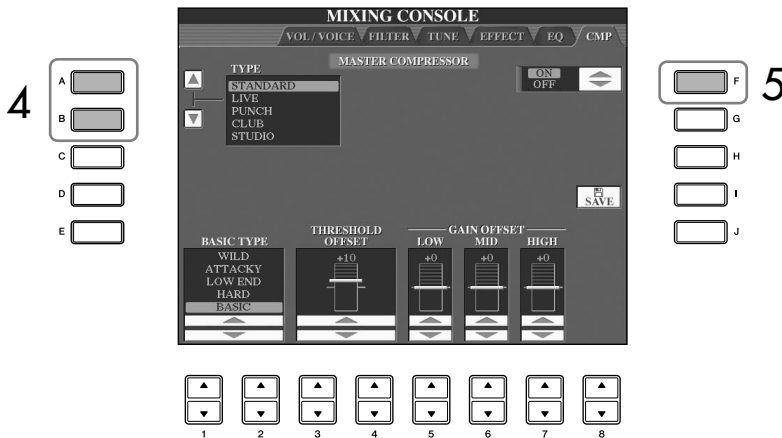 MIXING CONSOLE
VOL / VOICE FILTER TUNE EFFECT EQ CMP
MASTER COMPRESSOR
TYPE
STANDARD
LIVE
PUNCH
CLUB
STUDIO
ON
OFF
SAVE
BASIC TYPE
WILD
ATTACKY
LOW END
HARD
BASIC
THRESHOLD
OFFSET
+10
GAIN OFFSET
LOW MID HIGH
+0 +0 +0
4
A
B
C
D
E
5
F
G
H
I
J
1 2 3 4 5 6 7 8